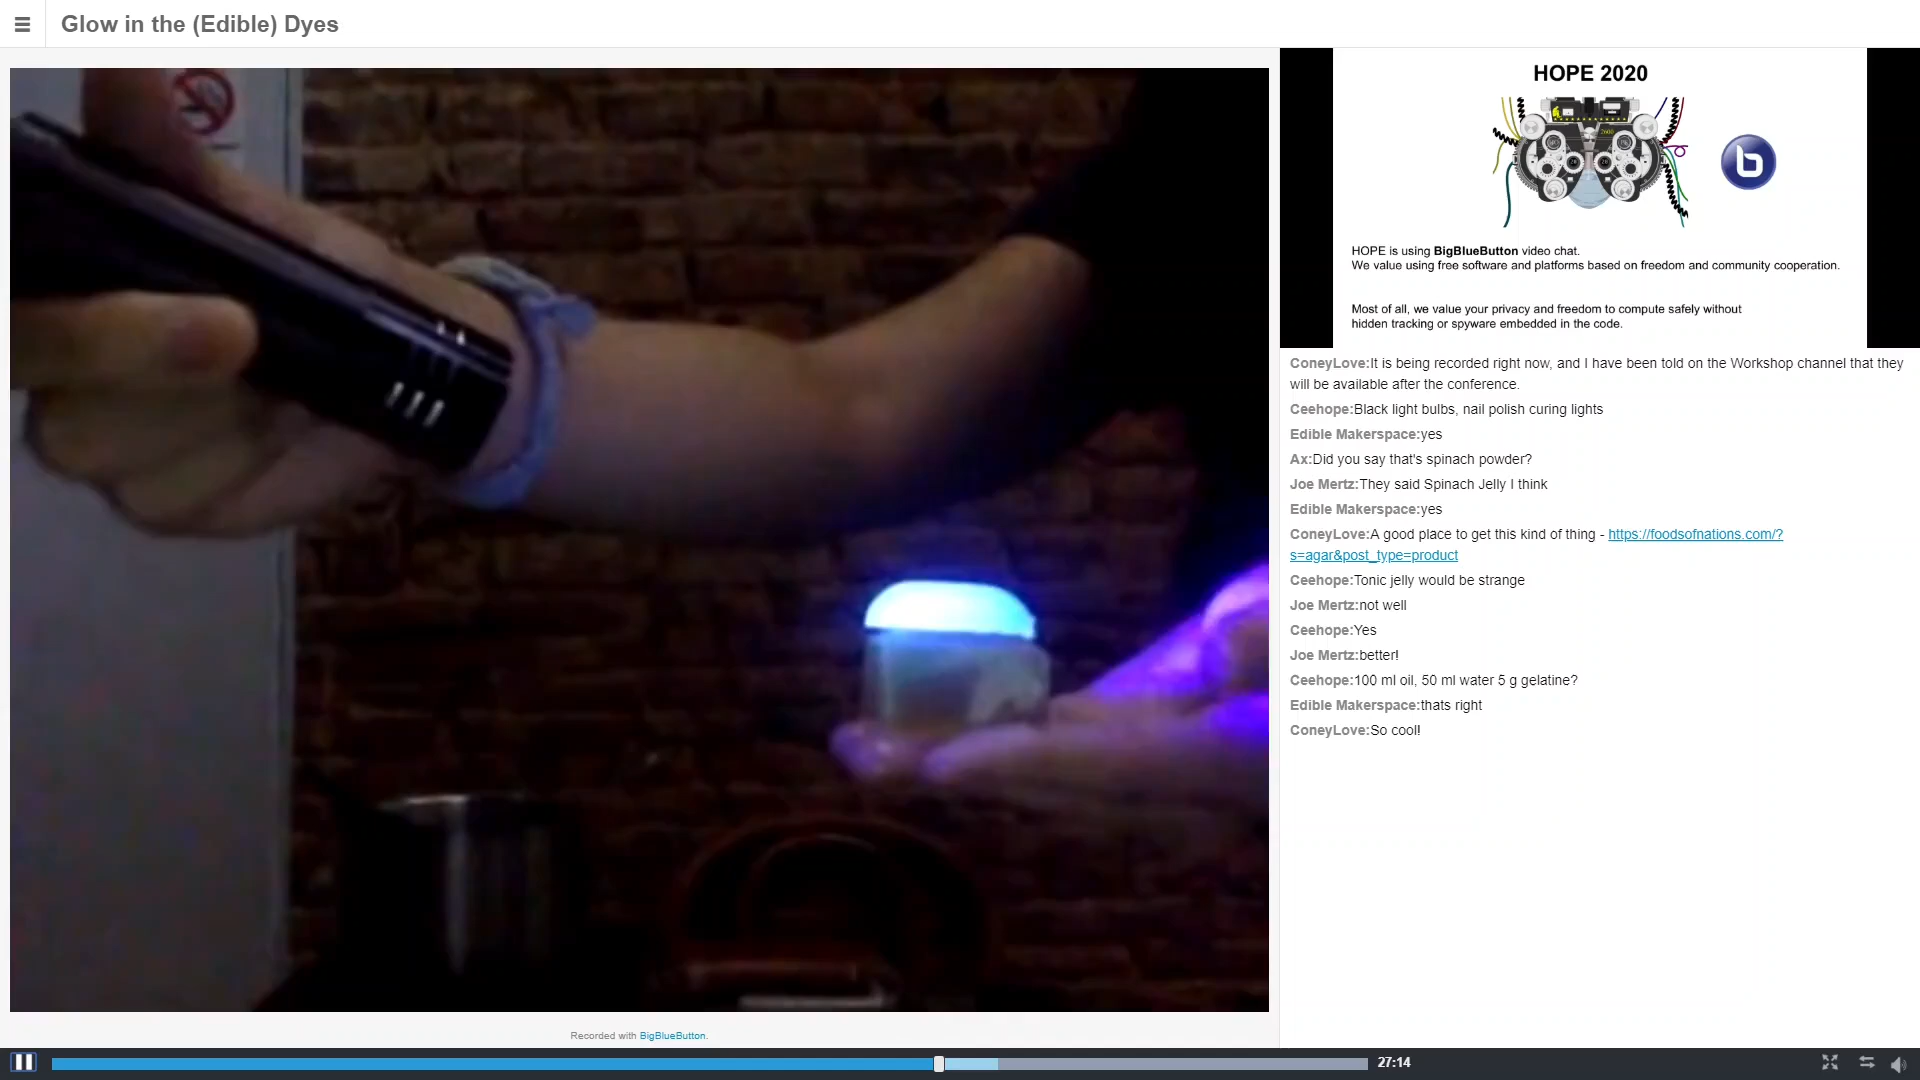 Glow in the (Edible) Dyes
HOPE 2020
2600
HOPE is using BigBlueButton video chat.
We value using free software and platforms based on freedom and community cooperation.
Most of all, we value your privacy and freedom to compute safely without
hidden tracking or spyware embedded in the code.
ConeyLove:It is being recorded right now, and I have been told on the Workshop channel that they
will be available after the conference.
Ceehope:Black light bulbs, nail polish curing lights
Edible Makerspace:yes
Ax:Did you say that's spinach powder?
Joe Mertz:They said Spinach Jelly I think
Edible Makerspace:yes
ConeyLove:A good place to get this kind of thing - https://foodsofnations.com/?
s=agar&post_type=product
Ceehope:Tonic jelly would be strange
Joe Mertz:not well
Ceehope:Yes
Joe Mertz:better!
Ceehope:100 ml oil, 50 ml water 5 g gelatine?
Edible Makerspace:thats right
ConeyLove:So cool!
Recorded with BigBlueButton.
27:14